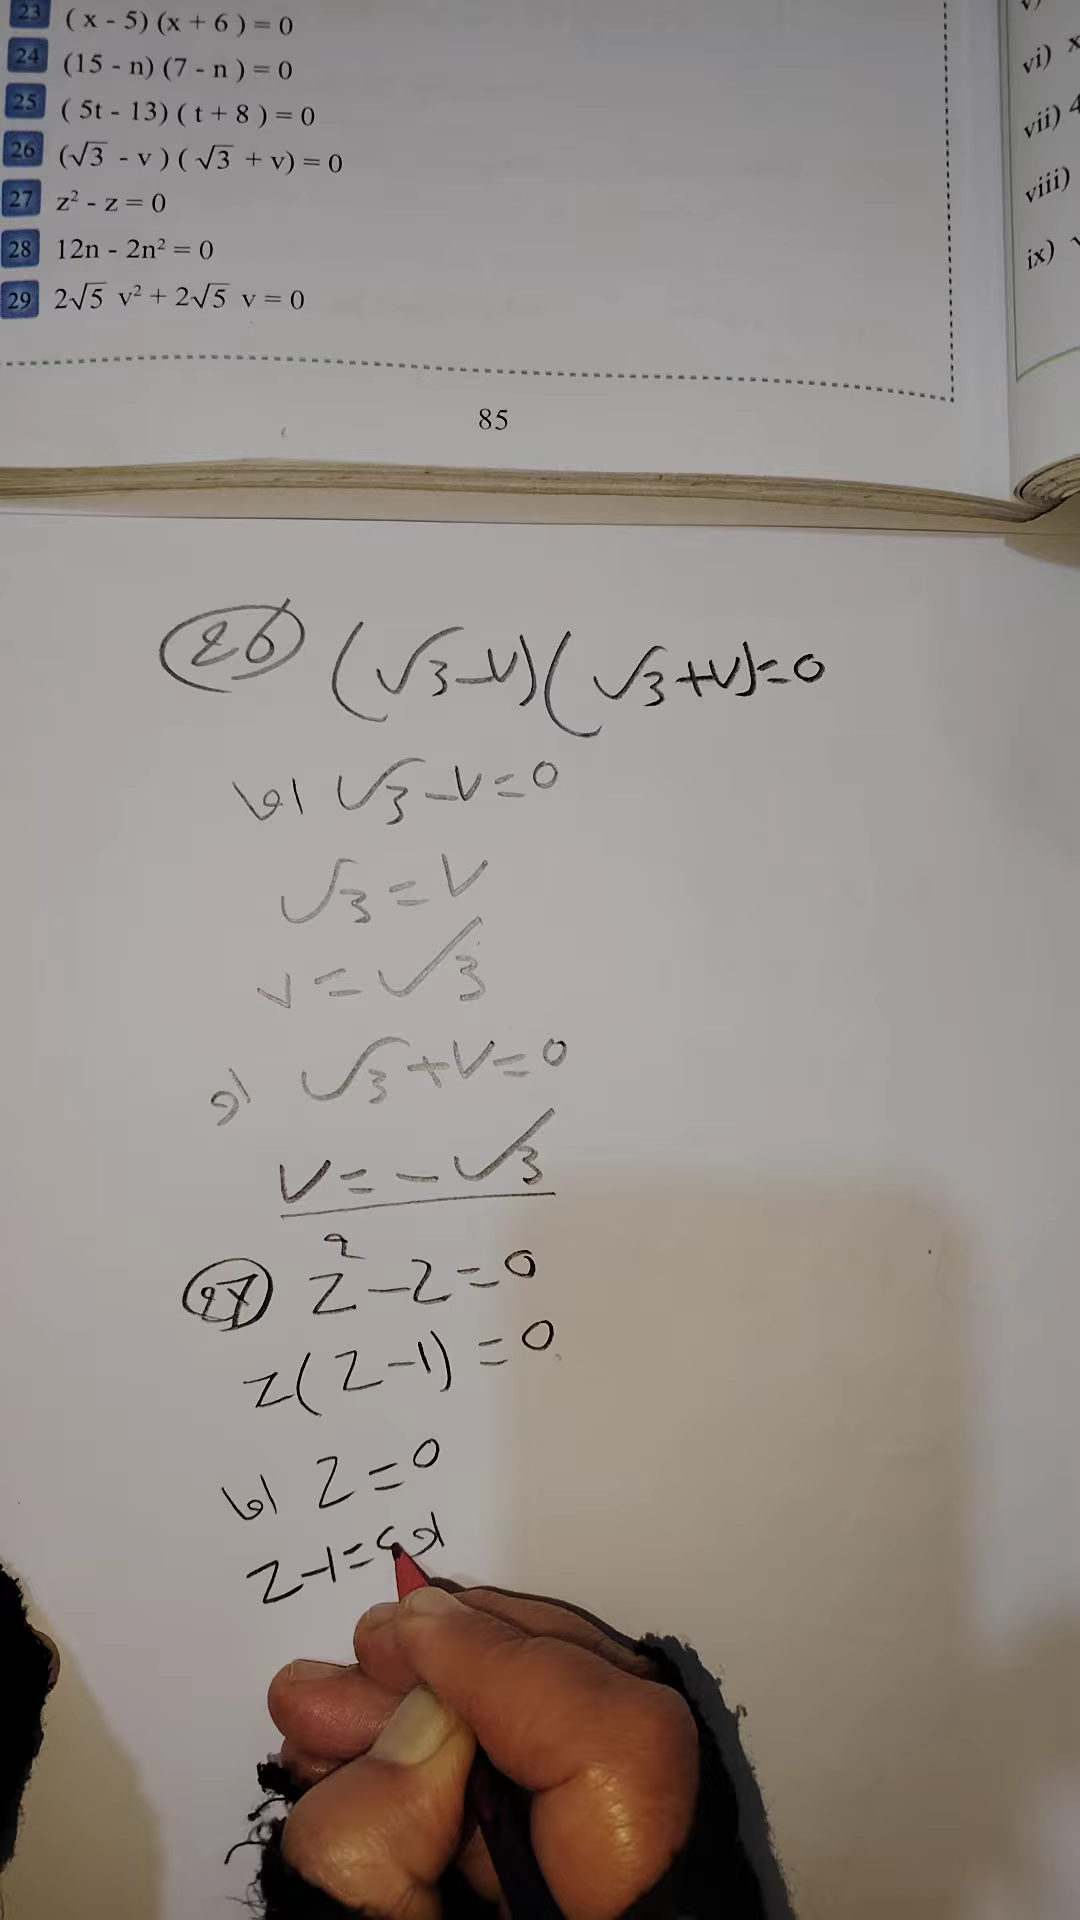 23 ( x - 5) (x + 6 ) = 0
24 (15 - n) (7 - n ) = 0
25 ( 5t - 13) ( t + 8 ) = 0
26 (√3 - v ) ( √3 + v) = 0
27 z² - z = 0
28 12n - 2n² = 0
29 2√5 v² + 2√5 v = 0
85
vi) x
vii) 4
viii)
ix)
26 (√3-v)(√3+v)=0
اما √3-v=0
√3=v
v=√3
او √3+v=0
v=-√3
27 z²-z=0
z(z-1)=0
اما z=0
او z-1=